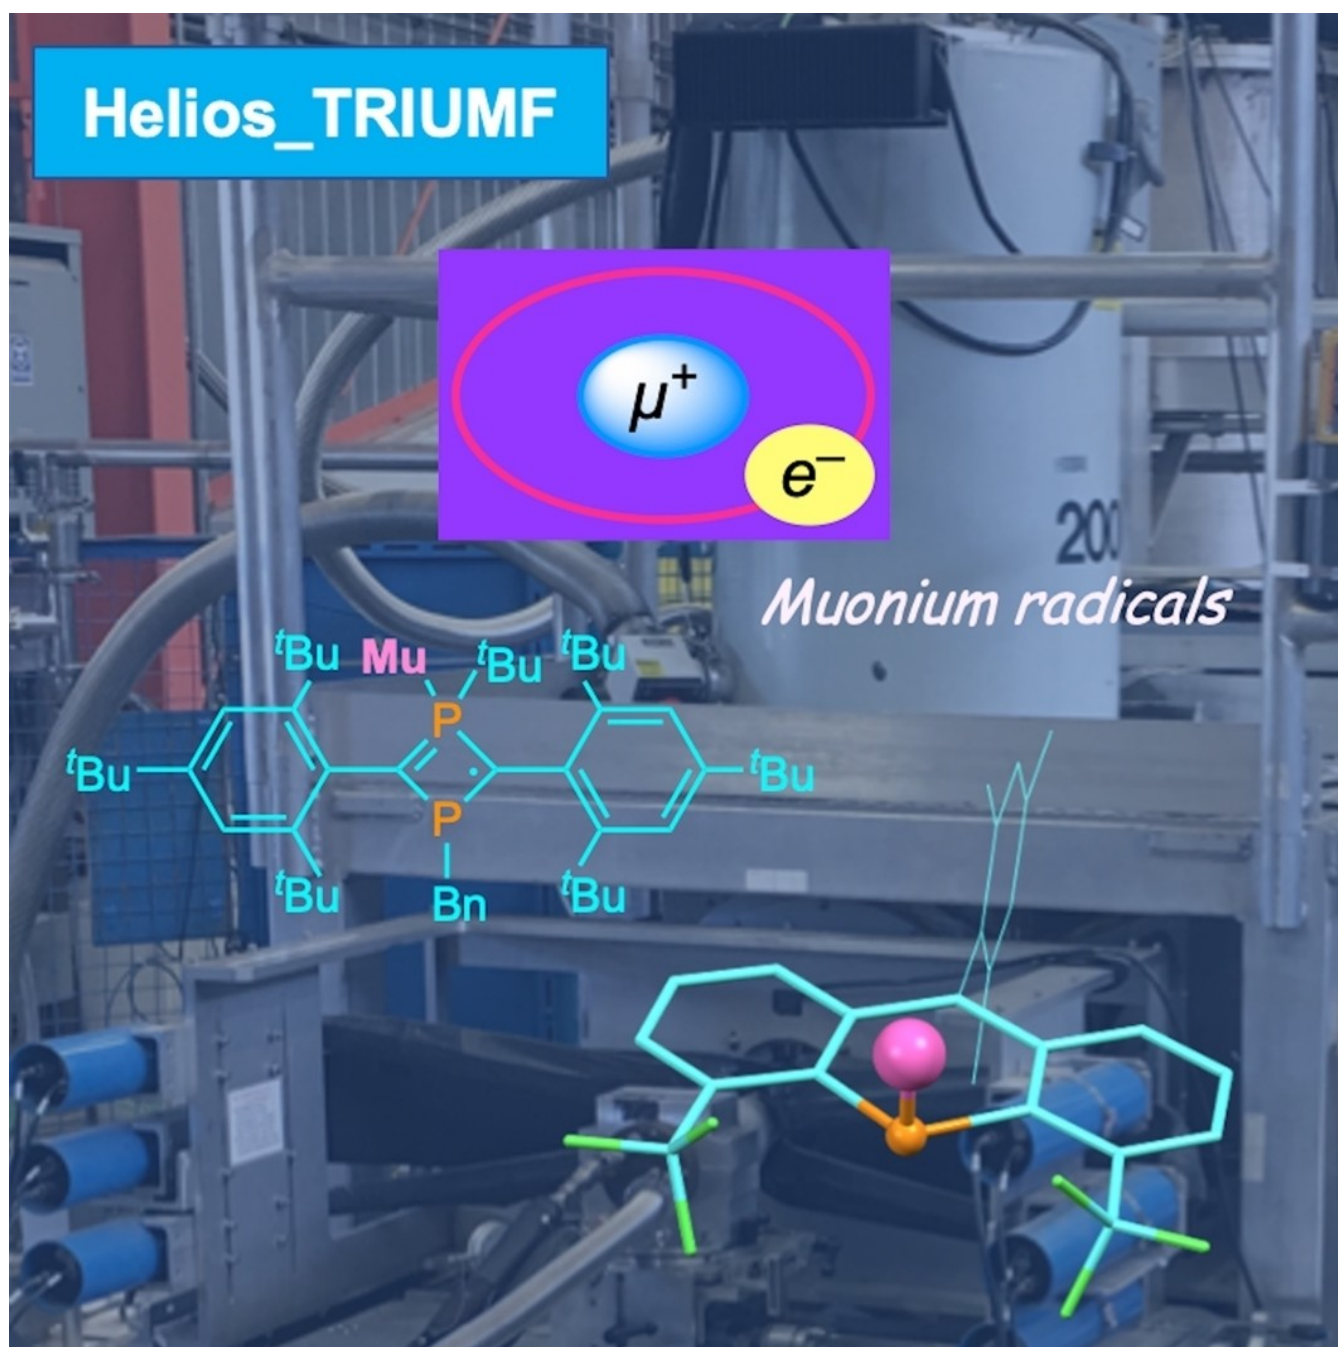 Helios_TRIUMF
μ⁺
e⁻
200
Muonium radicals
ᵗBu Mu ᵗBu ᵗBu
P
ᵗBu ᵗBu
P
ᵗBu Bn ᵗBu